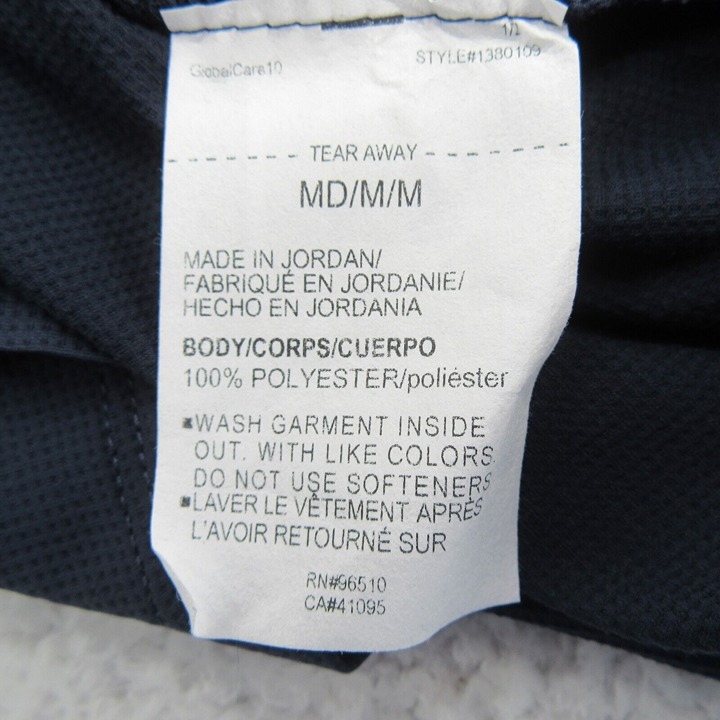 1/1
GlobalCare10
STYLE#1380109
TEAR AWAY
MD/M/M
MADE IN JORDAN/
FABRIQUÉ EN JORDANIE/
HECHO EN JORDANIA
BODY/CORPS/CUERPO
100% POLYESTER/poliéster
▪WASH GARMENT INSIDE
OUT. WITH LIKE COLORS
DO NOT USE SOFTENERS
▪LAVER LE VÊTEMENT APRÈS
L'AVOIR RETOURNÉ SUR
RN#96510
CA#41095